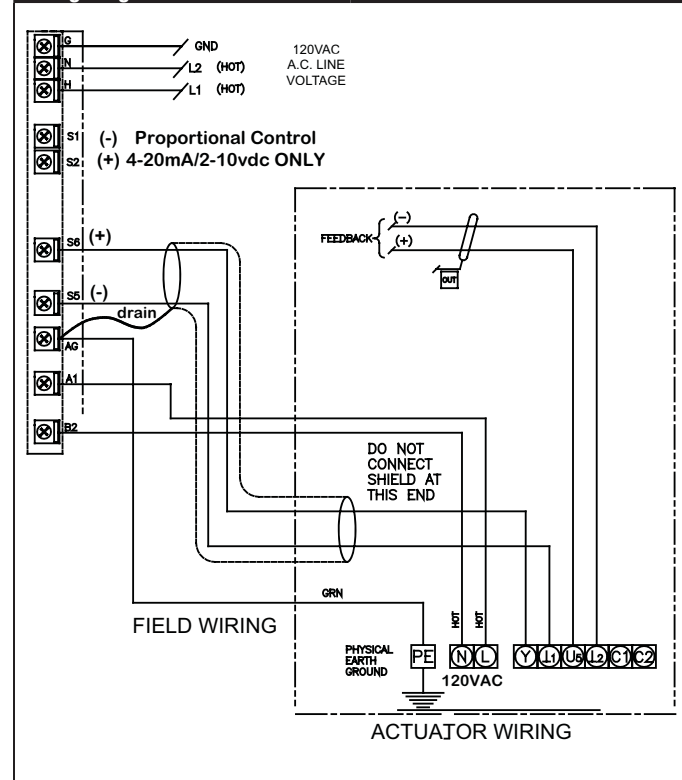 G
GND
N
L2 (HOT)
H
L1 (HOT)
120VAC
A.C. LINE
VOLTAGE
S1 (-) Proportional Control
S2 (+) 4-20mA/2-10vdc ONLY
S6 (+)
S5 (-)
drain
AG
A1
B2
FEEDBACK
(-)
(+)
OUT
DO NOT
CONNECT
SHIELD AT
THIS END
GRN
FIELD WIRING
HOT
HOT
PHYSICAL
EARTH
GROUND
PE N L Y ⊥1 U5 ⊥2 C1 C2
120VAC
ACTUATOR WIRING